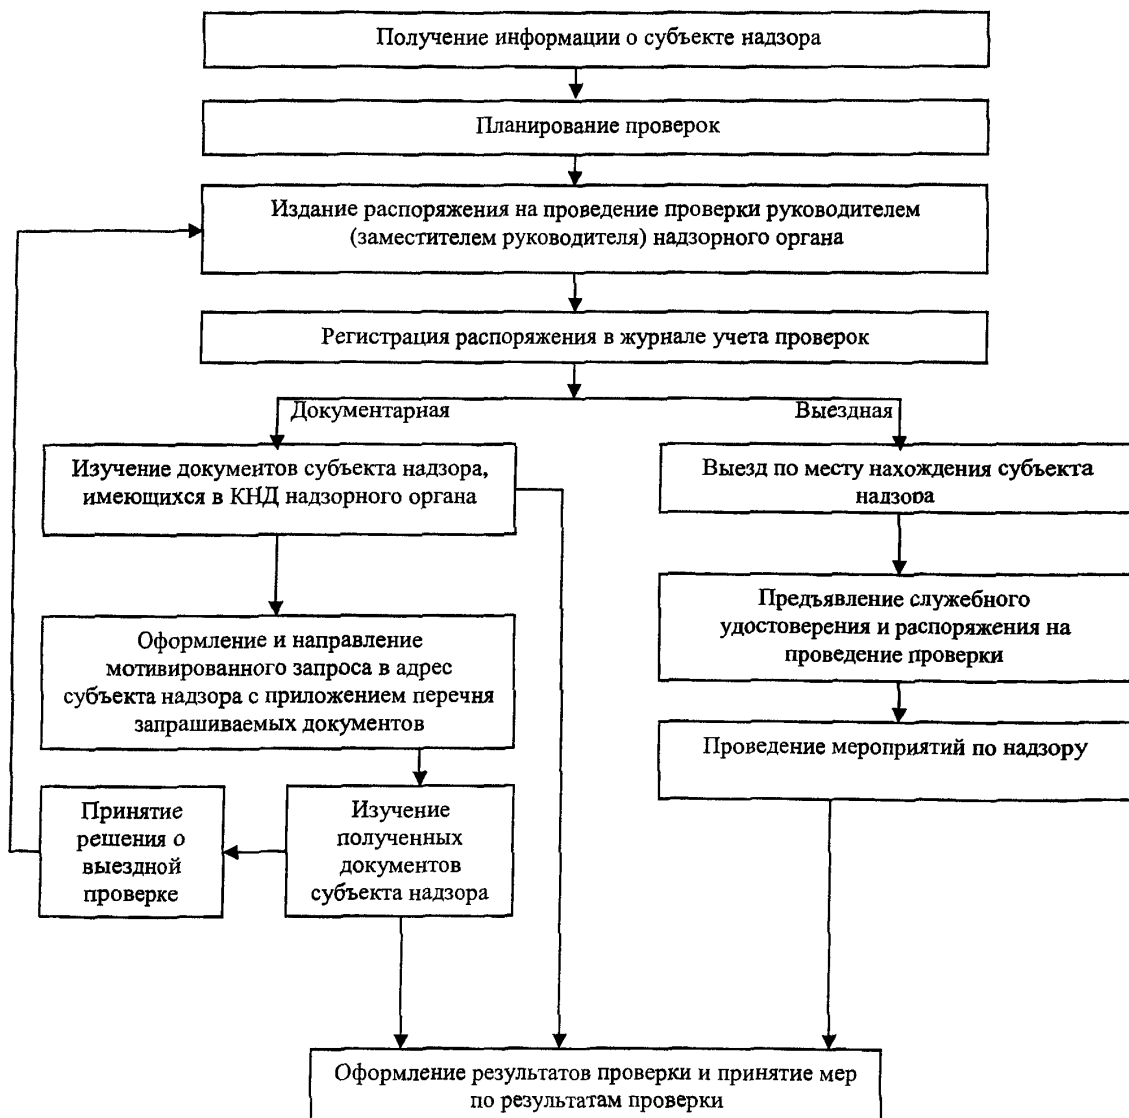 Получение информации о субъекте надзора
Планирование проверок
Издание распоряжения на проведение проверки руководителем
(заместителем руководителя) надзорного органа
Регистрация распоряжения в журнале учета проверок
Документарная
Выездная
Изучение документов субъекта надзора,
имеющихся в КНД надзорного органа
Выезд по месту нахождения субъекта
надзора
Предъявление служебного
удостоверения и распоряжения на
проведение проверки
Оформление и направление
мотивированного запроса в адрес
субъекта надзора с приложением перечня
запрашиваемых документов
Проведение мероприятий по надзору
Принятие
решения о
выездной
проверке
Изучение
полученных
документов
субъекта надзора
Оформление результатов проверки и принятие мер
по результатам проверки